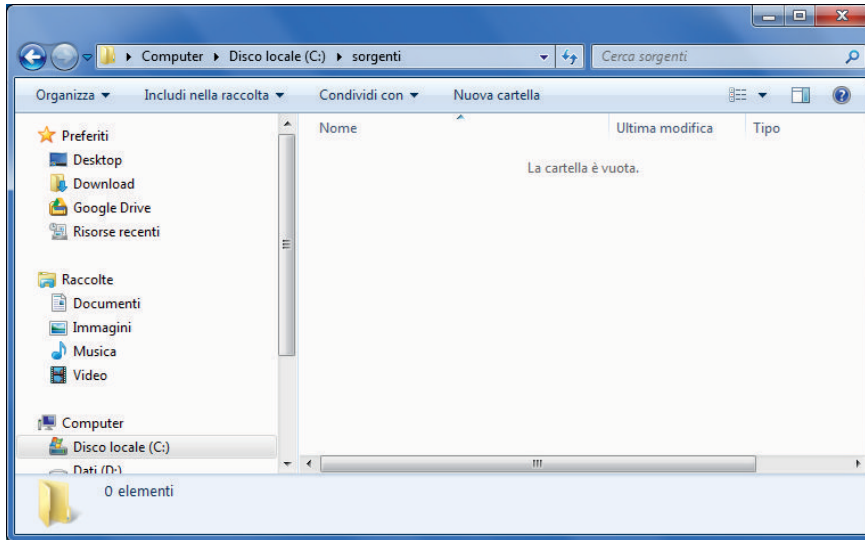 Computer Disco locale (C:) sorgenti Cerca sorgenti
Organizza Includi nella raccolta Condividi con Nuova cartella
Preferiti
Desktop
Download
Google Drive
Risorse recenti
Raccolte
Documenti
Immagini
Musica
Video
Computer
Disco locale (C:)
Dati (D:)
Nome Ultima modifica Tipo
La cartella è vuota.
0 elementi